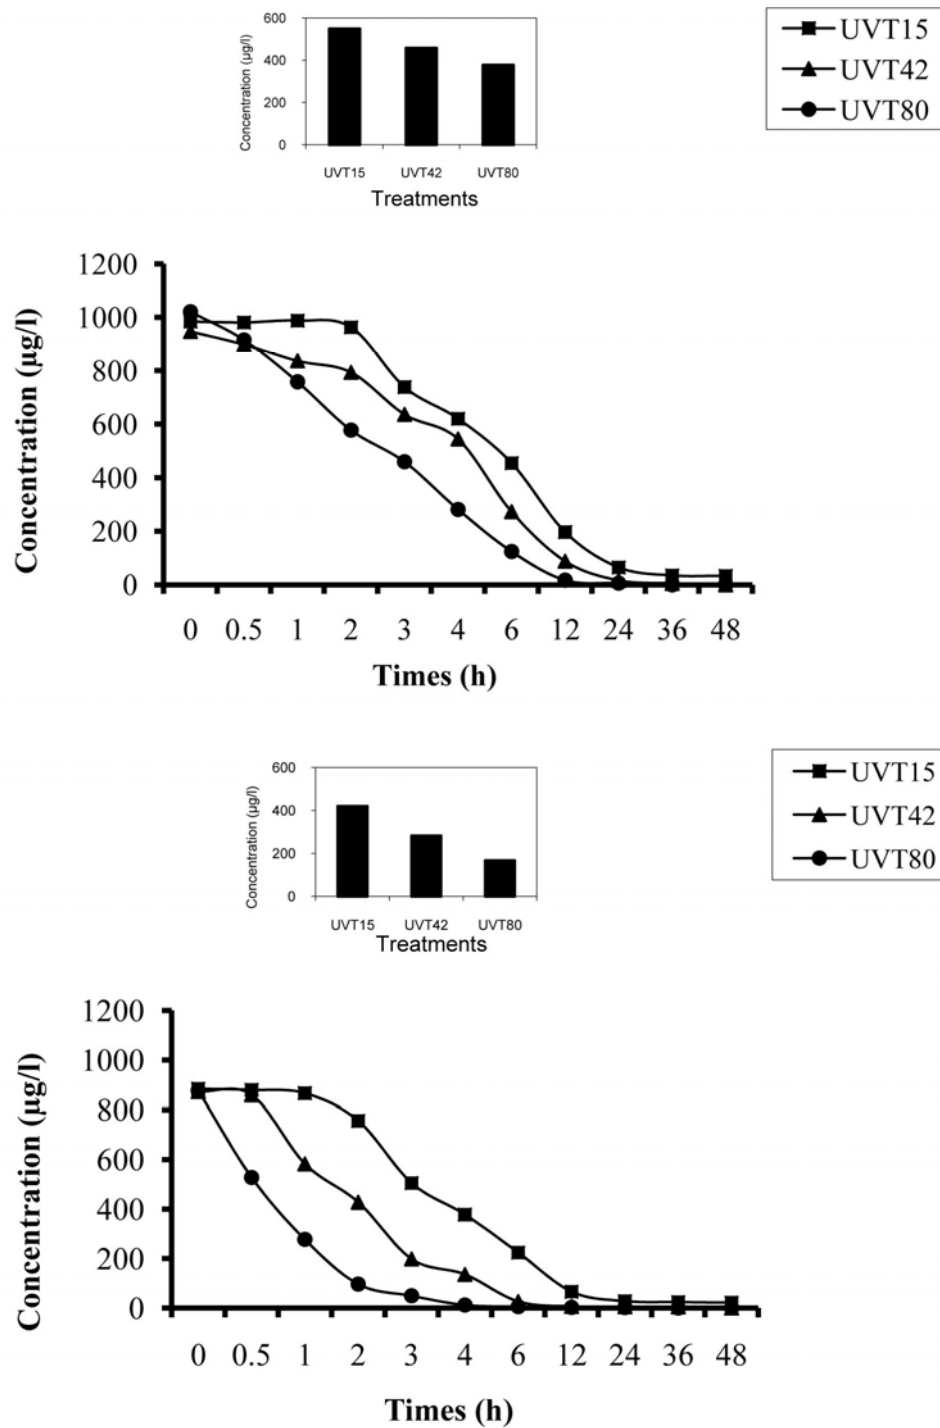 600
400
200
0
Concentration (µg/l)
UVT15 UVT42 UVT80
Treatments
UVT15
UVT42
UVT80
1200
1000
800
600
400
200
0
Concentration (µg/l)
0 0.5 1 2 3 4 6 12 24 36 48
Times (h)
600
400
200
0
Concentration (µg/l)
UVT15 UVT42 UVT80
Treatments
UVT15
UVT42
UVT80
1200
1000
800
600
400
200
0
Concentration (µg/l)
0 0.5 1 2 3 4 6 12 24 36 48
Times (h)